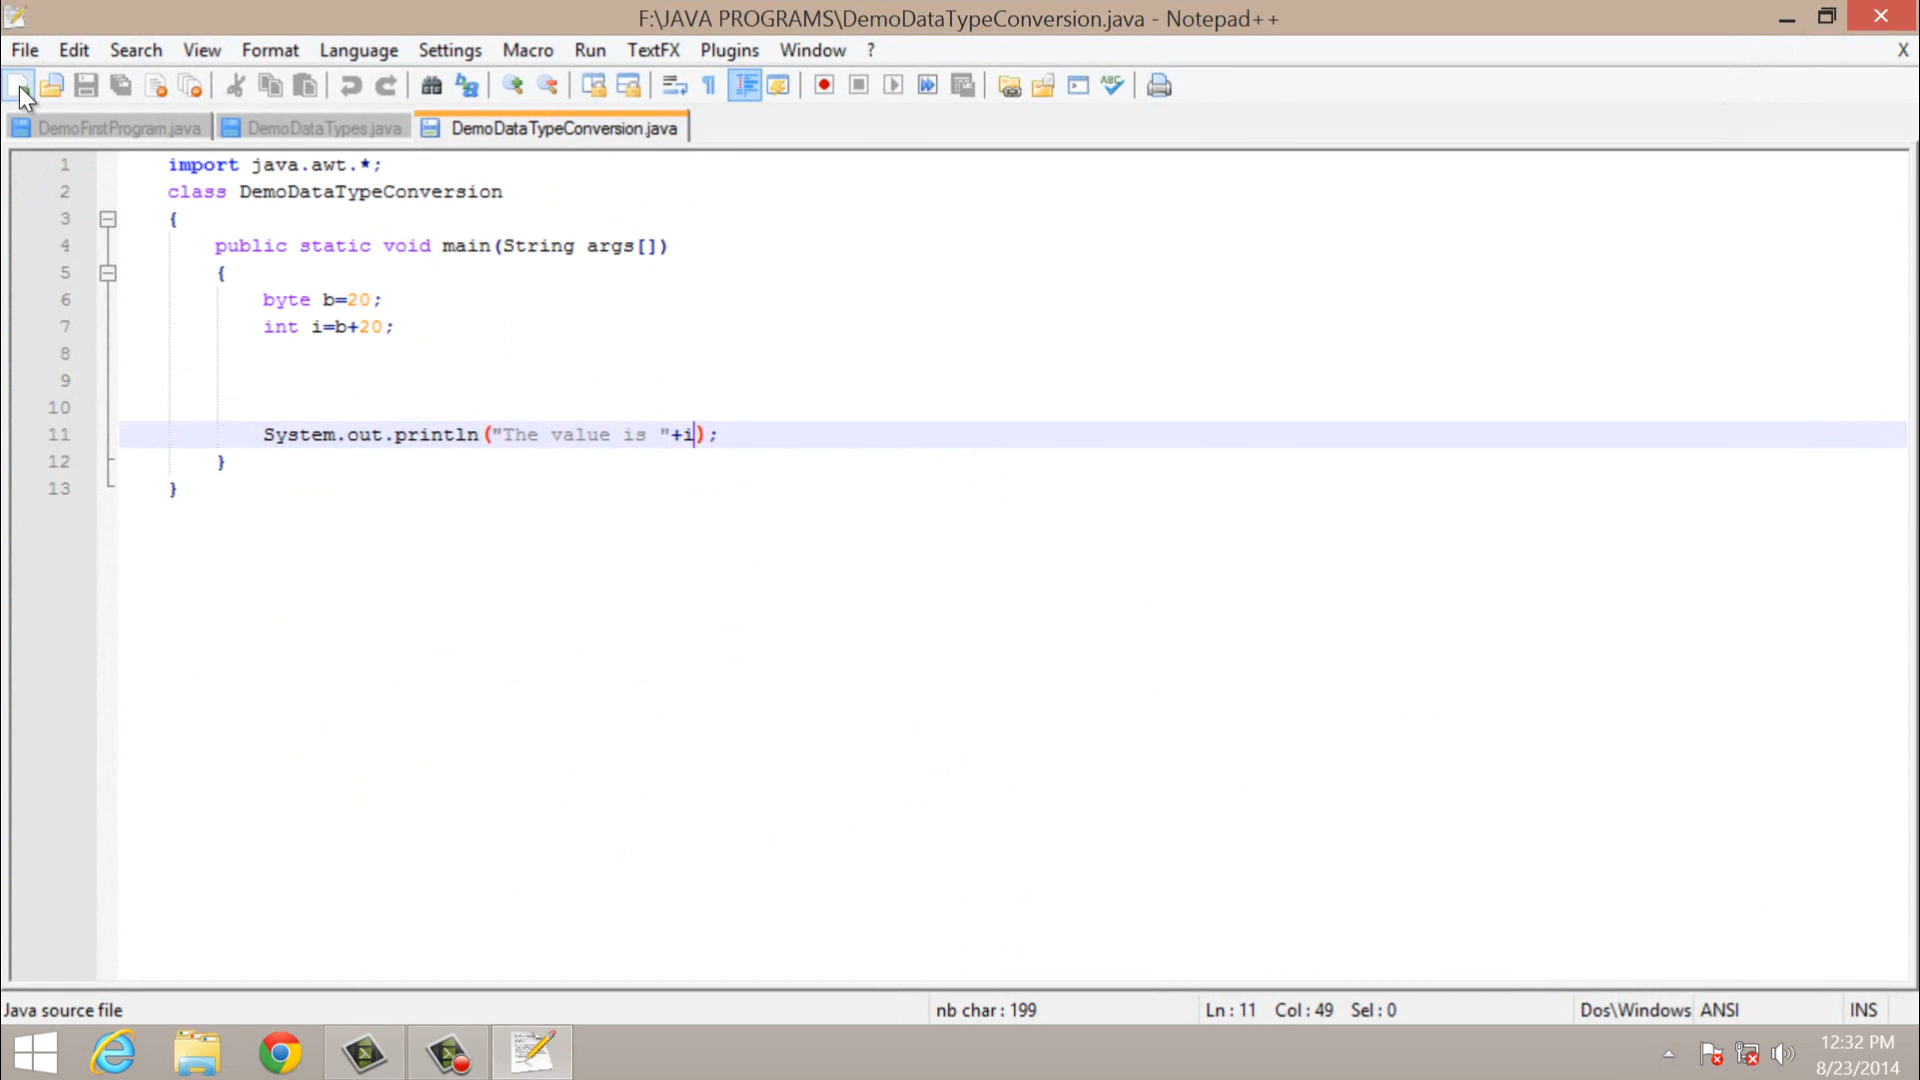 F:\JAVA PROGRAMS\DemoDataTypeConversion.java - Notepad++
File Edit Search View Format Language Settings Macro Run TextFX Plugins Window ? X
DemoFirstProgram.java DemoDataTypes.java DemoDataTypeConversion.java
1 import java.awt.*;
2 class DemoDataTypeConversion
3 {
4 public static void main(String args[])
5 {
6 byte b=20;
7 int i=b+20;
8
9
10
11 System.out.println("The value is "+i);
12 }
13 }
Java source file nb char : 199 Ln : 11 Col : 49 Sel : 0 Dos\Windows ANSI INS
12:32 PM
8/23/2014